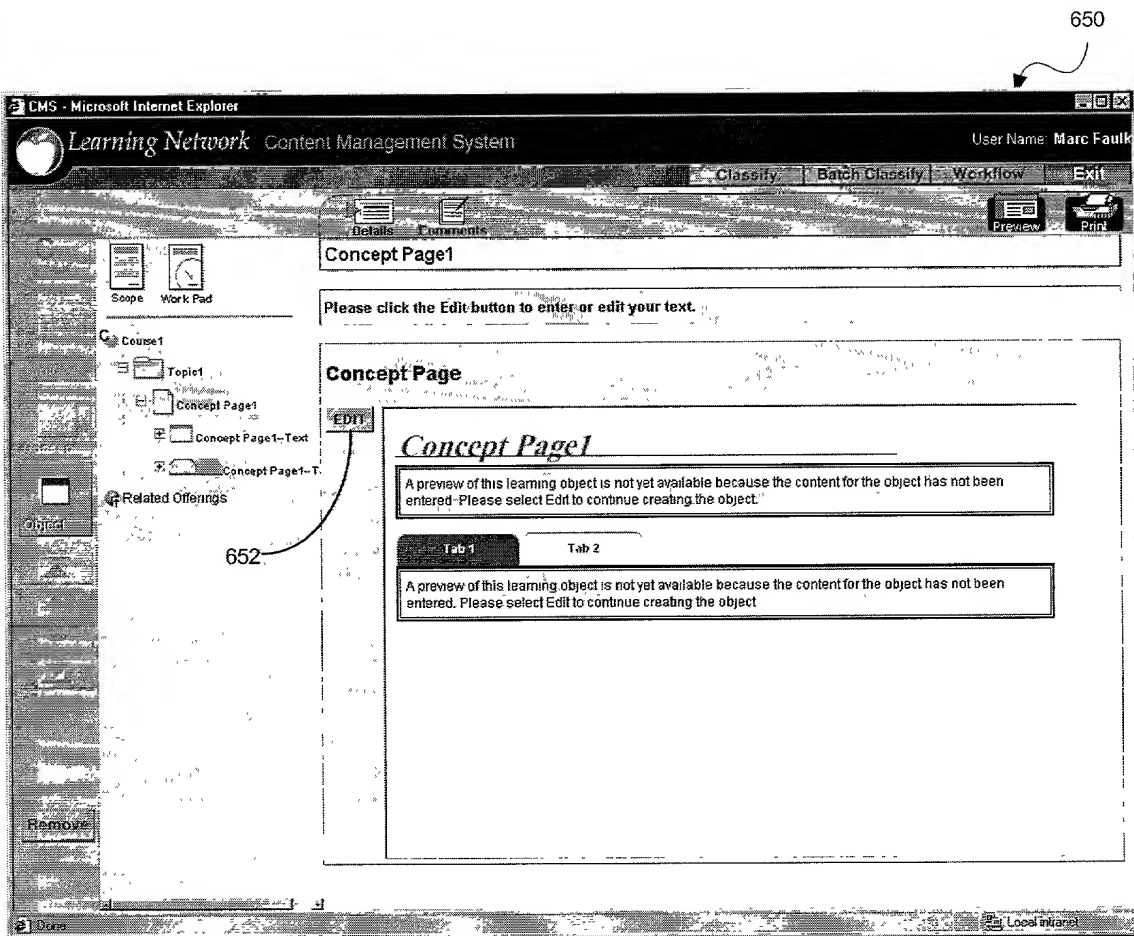 650
CMS - Microsoft Internet Explorer
Learning Network Content Management System
User Name: Marc Faulk
Classify Batch Classify Workflow Exit
Details Comments Preview Print
Scope Work Pad
Concept Page1
Please click the Edit button to enter or edit your text.
Course1
Topic1
Concept Page1
Concept Page1--Text
Concept Page1--T
Related Offerings
Object
Remove
Concept Page
EDIT
652
Concept Page1
A preview of this learning object is not yet available because the content for the object has not been
entered. Please select Edit to continue creating the object.
Tab 1 Tab 2
A preview of this learning object is not yet available because the content for the object has not been
entered. Please select Edit to continue creating the object
Done
Local intranet